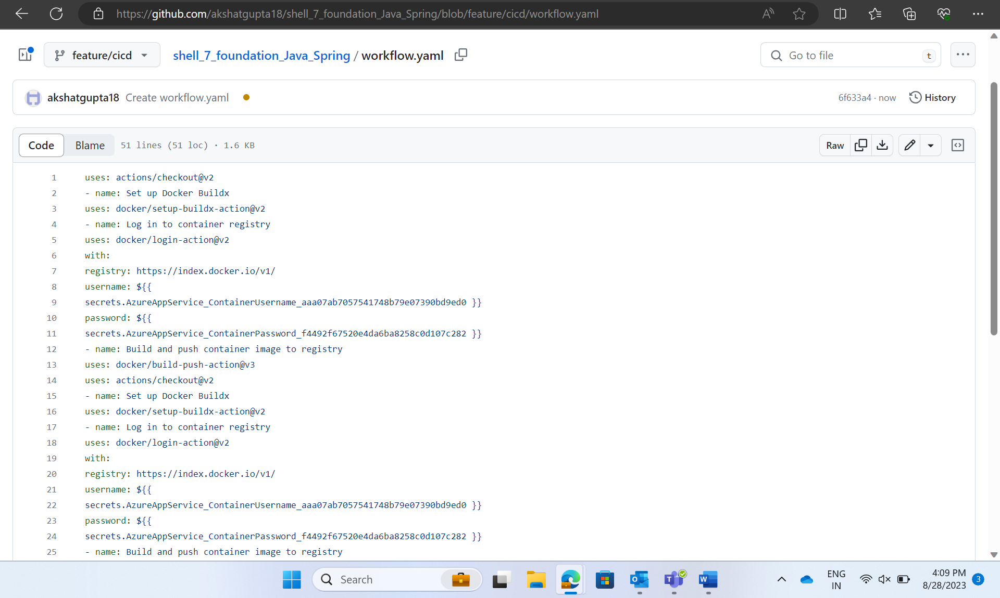 https://github.com/akshatgupta18/shell_7_foundation_Java_Spring/blob/feature/cicd/workflow.yaml
feature/cicd
shell_7_foundation_Java_Spring / workflow.yaml
Go to file
t
akshatgupta18 Create workflow.yaml
6f633a4 · now
History
Code
Blame
51 lines (51 loc) · 1.6 KB
Raw
1 uses: actions/checkout@v2
2 - name: Set up Docker Buildx
3 uses: docker/setup-buildx-action@v2
4 - name: Log in to container registry
5 uses: docker/login-action@v2
6 with:
7 registry: https://index.docker.io/v1/
8 username: ${{
9 secrets.AzureAppService_ContainerUsername_aaa07ab7057541748b79e07390bd9ed0 }}
10 password: ${{
11 secrets.AzureAppService_ContainerPassword_f4492f67520e4da6ba8258c0d107c282 }}
12 - name: Build and push container image to registry
13 uses: docker/build-push-action@v3
14 uses: actions/checkout@v2
15 - name: Set up Docker Buildx
16 uses: docker/setup-buildx-action@v2
17 - name: Log in to container registry
18 uses: docker/login-action@v2
19 with:
20 registry: https://index.docker.io/v1/
21 username: ${{
22 secrets.AzureAppService_ContainerUsername_aaa07ab7057541748b79e07390bd9ed0 }}
23 password: ${{
24 secrets.AzureAppService_ContainerPassword_f4492f67520e4da6ba8258c0d107c282 }}
25 - name: Build and push container image to registry
Search
ENG
IN
4:09 PM
8/28/2023
3